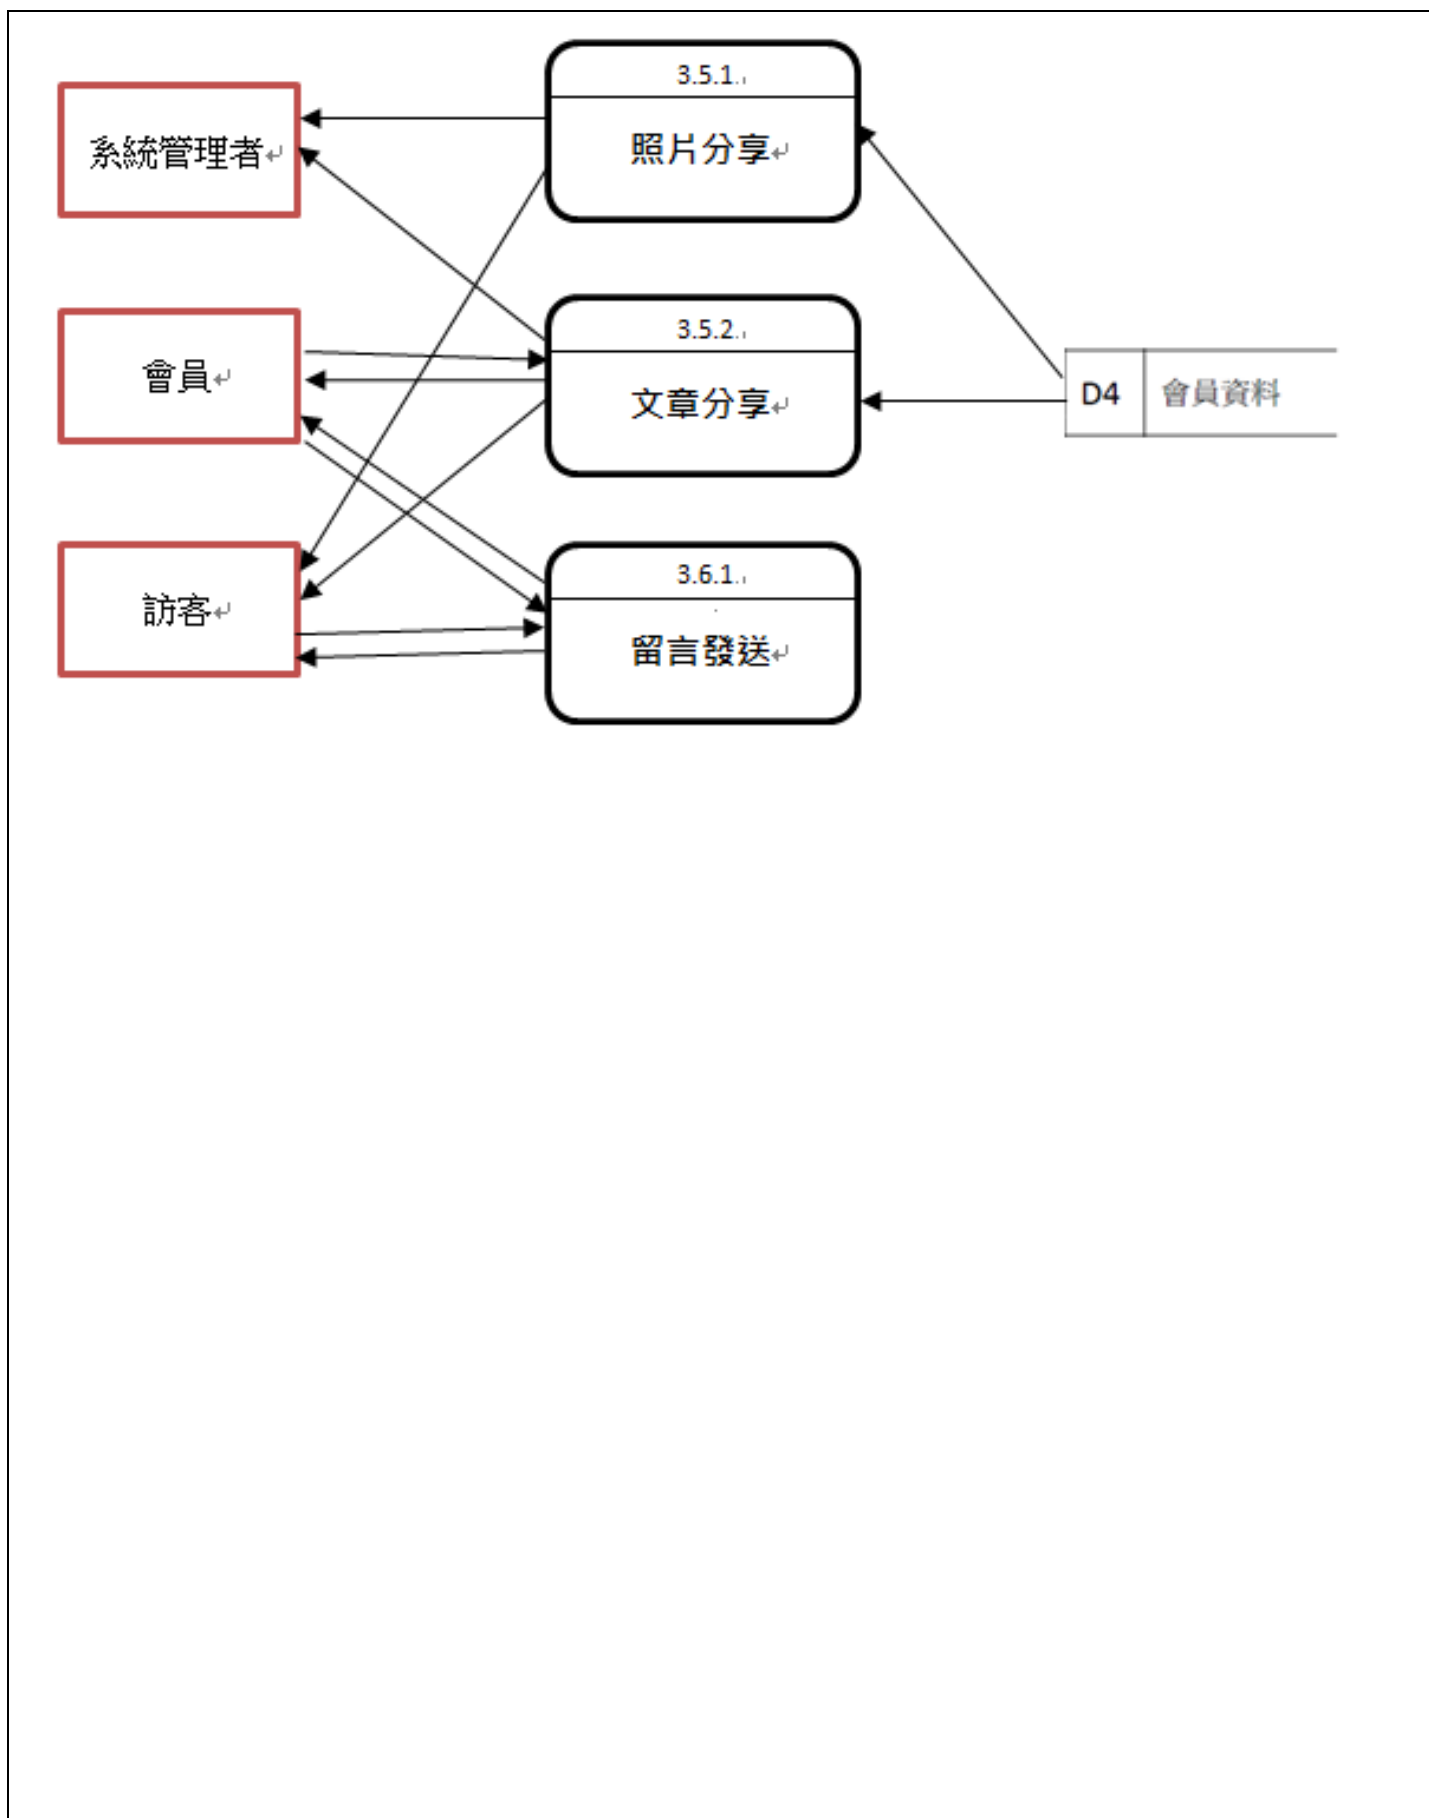 3.5.1.
系統管理者
照片分享
3.5.2.
會員
文章分享
D4
會員資料
3.6.1.
訪客
留言發送